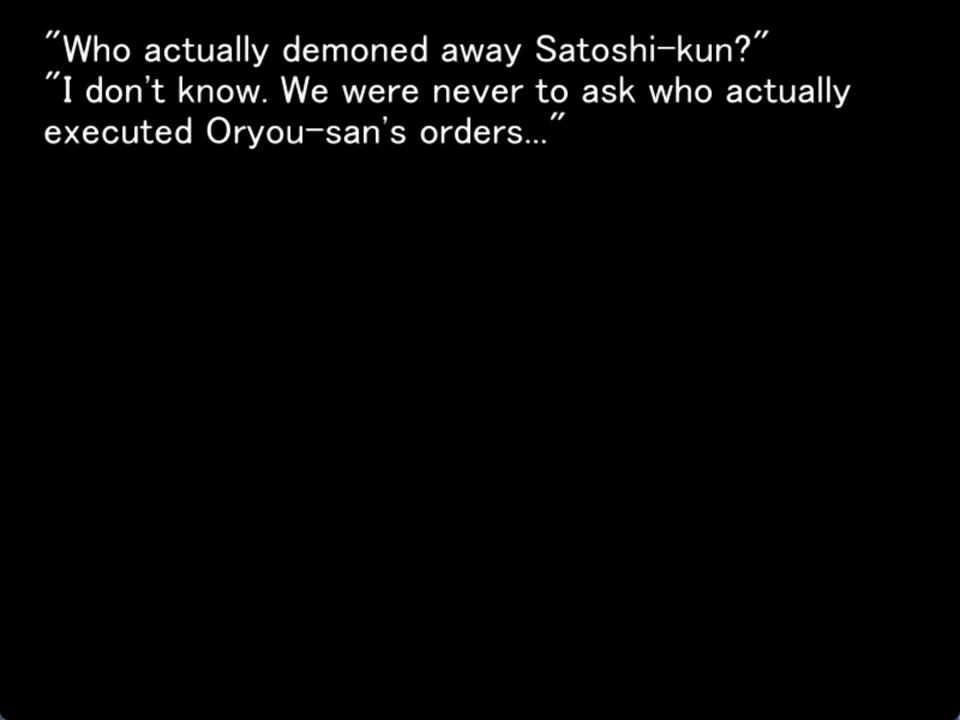 "Who actually demoned away Satoshi-kun?"
"I don't know. We were never to ask who actually
executed Oryou-san's orders..."